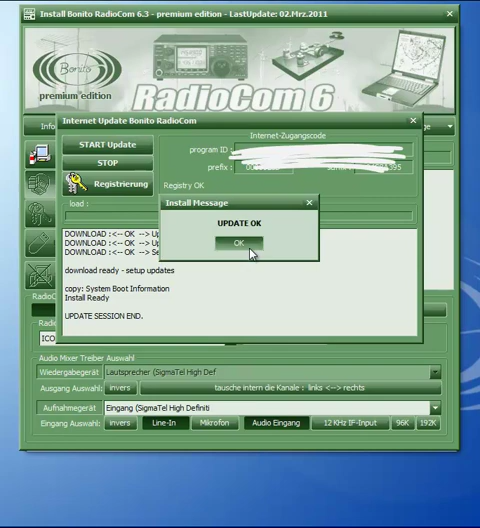 Install Bonito RadioCom 6.3 - premium edition - LastUpdate: 02.Mrz.2011
Bonito
premium edition
RadioCom 6
Internet Update Bonito RadioCom
START Update
STOP
Registrierung
Internet-Zugangscode
program ID :
prefix :
Registry OK
load :
Install Message
UPDATE OK
OK
DOWNLOAD :<-- OK --> Up
DOWNLOAD :<-- OK --> Up
DOWNLOAD :<-- OK --> Se
download ready - setup updates
copy: System Boot Information
Install Ready
UPDATE SESSION END.
Audio Mixer Treiber Auswahl
Wiedergabegerät Lautsprecher (SigmaTel High Def
Ausgang Auswahl: invers tausche intern die Kanale : links <--> rechts
Aufnahmegerät Eingang (SigmaTel High Definiti
Eingang Auswahl: invers Line-In Mikrofon Audio Eingang 12 KHz IF-Input 96K 192K